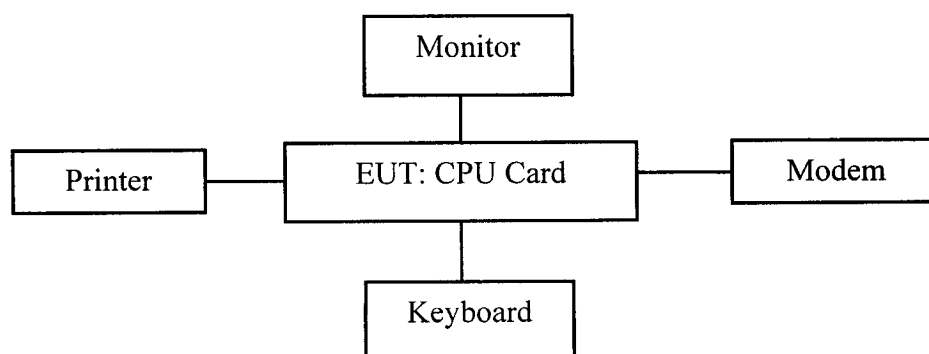 Monitor
Printer
EUT: CPU Card
Modem
Keyboard